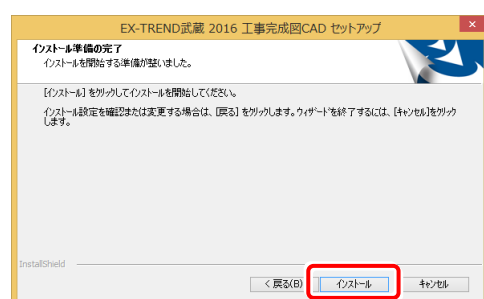 EX-TREND武蔵 2016 工事完成図CAD セットアップ
インストール準備の完了
インストールを開始する準備が整いました。
[インストール] をクリックしてインストールを開始してください。
インストール設定を確認または変更する場合は、[戻る] をクリックします。ウィザードを終了するには、[キャンセル]をクリック
します。
InstallShield
< 戻る(B)
インストール
キャンセル